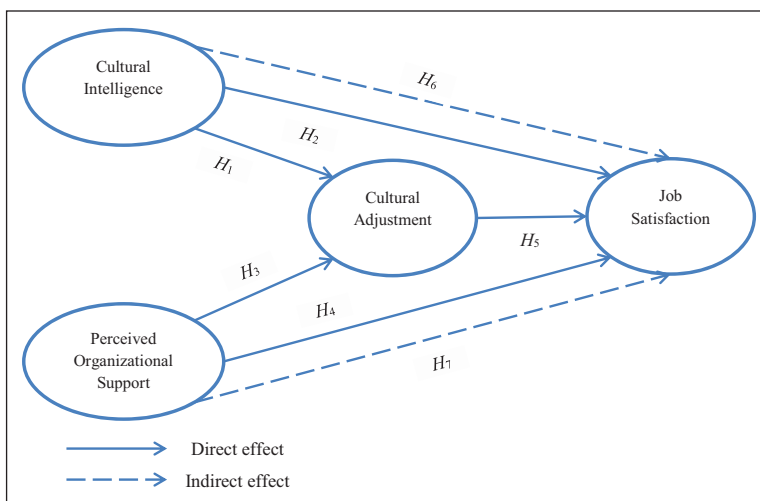 Cultural
Intelligence
H6
H2
H1
Cultural
Adjustment
Job
Satisfaction
H5
H3
H4
Perceived
Organizational
Support
H7
Direct effect
Indirect effect